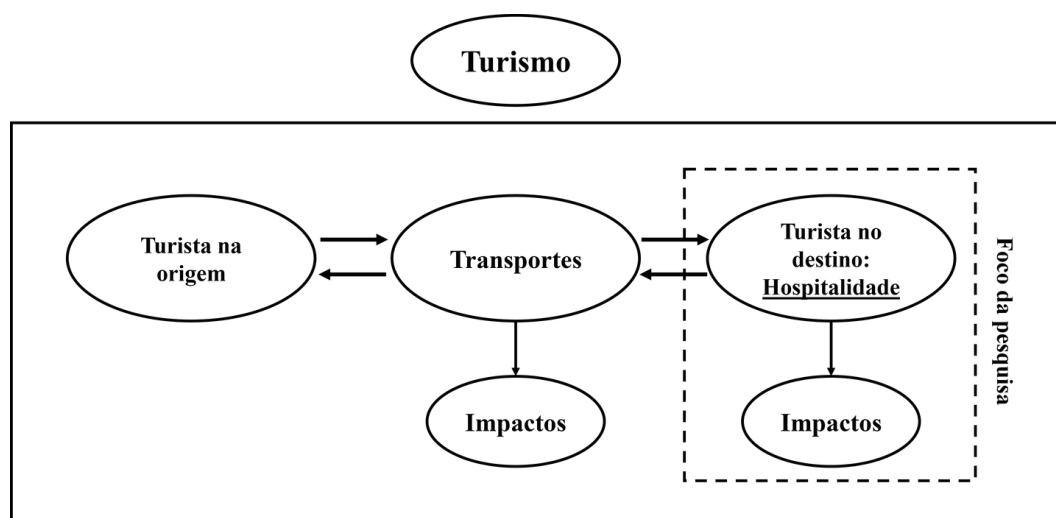 Turismo
Turista na
origem
Transportes
Turista no
destino:
Hospitalidade
Impactos
Impactos
Foco da pesquisa